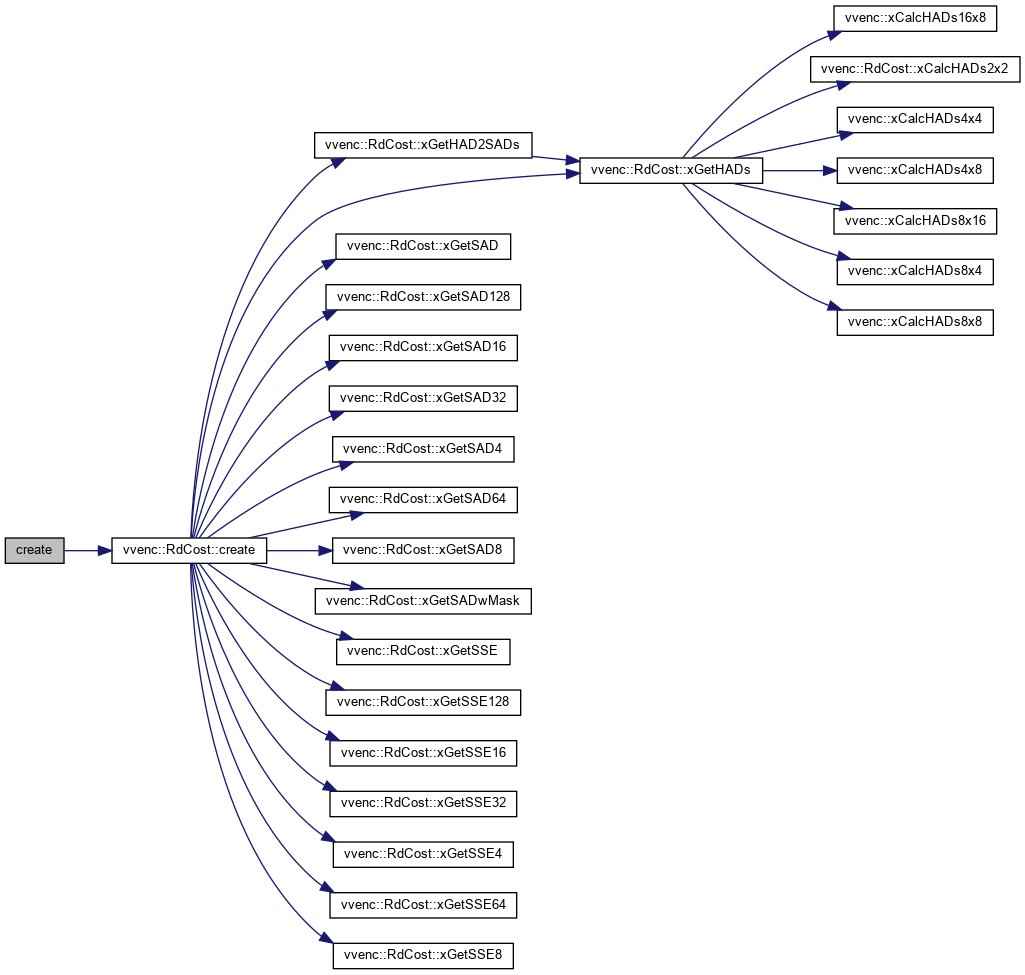 vvenc::xCalcHADs16x8
vvenc::RdCost::xCalcHADs2x2
vvenc::xCalcHADs4x4
vvenc::RdCost::xGetHAD2SADs
vvenc::RdCost::xGetHADs
vvenc::xCalcHADs4x8
vvenc::xCalcHADs8x16
vvenc::RdCost::xGetSAD
vvenc::xCalcHADs8x4
vvenc::RdCost::xGetSAD128
vvenc::xCalcHADs8x8
vvenc::RdCost::xGetSAD16
vvenc::RdCost::xGetSAD32
vvenc::RdCost::xGetSAD4
vvenc::RdCost::xGetSAD64
create
vvenc::RdCost::create
vvenc::RdCost::xGetSAD8
vvenc::RdCost::xGetSADwMask
vvenc::RdCost::xGetSSE
vvenc::RdCost::xGetSSE128
vvenc::RdCost::xGetSSE16
vvenc::RdCost::xGetSSE32
vvenc::RdCost::xGetSSE4
vvenc::RdCost::xGetSSE64
vvenc::RdCost::xGetSSE8